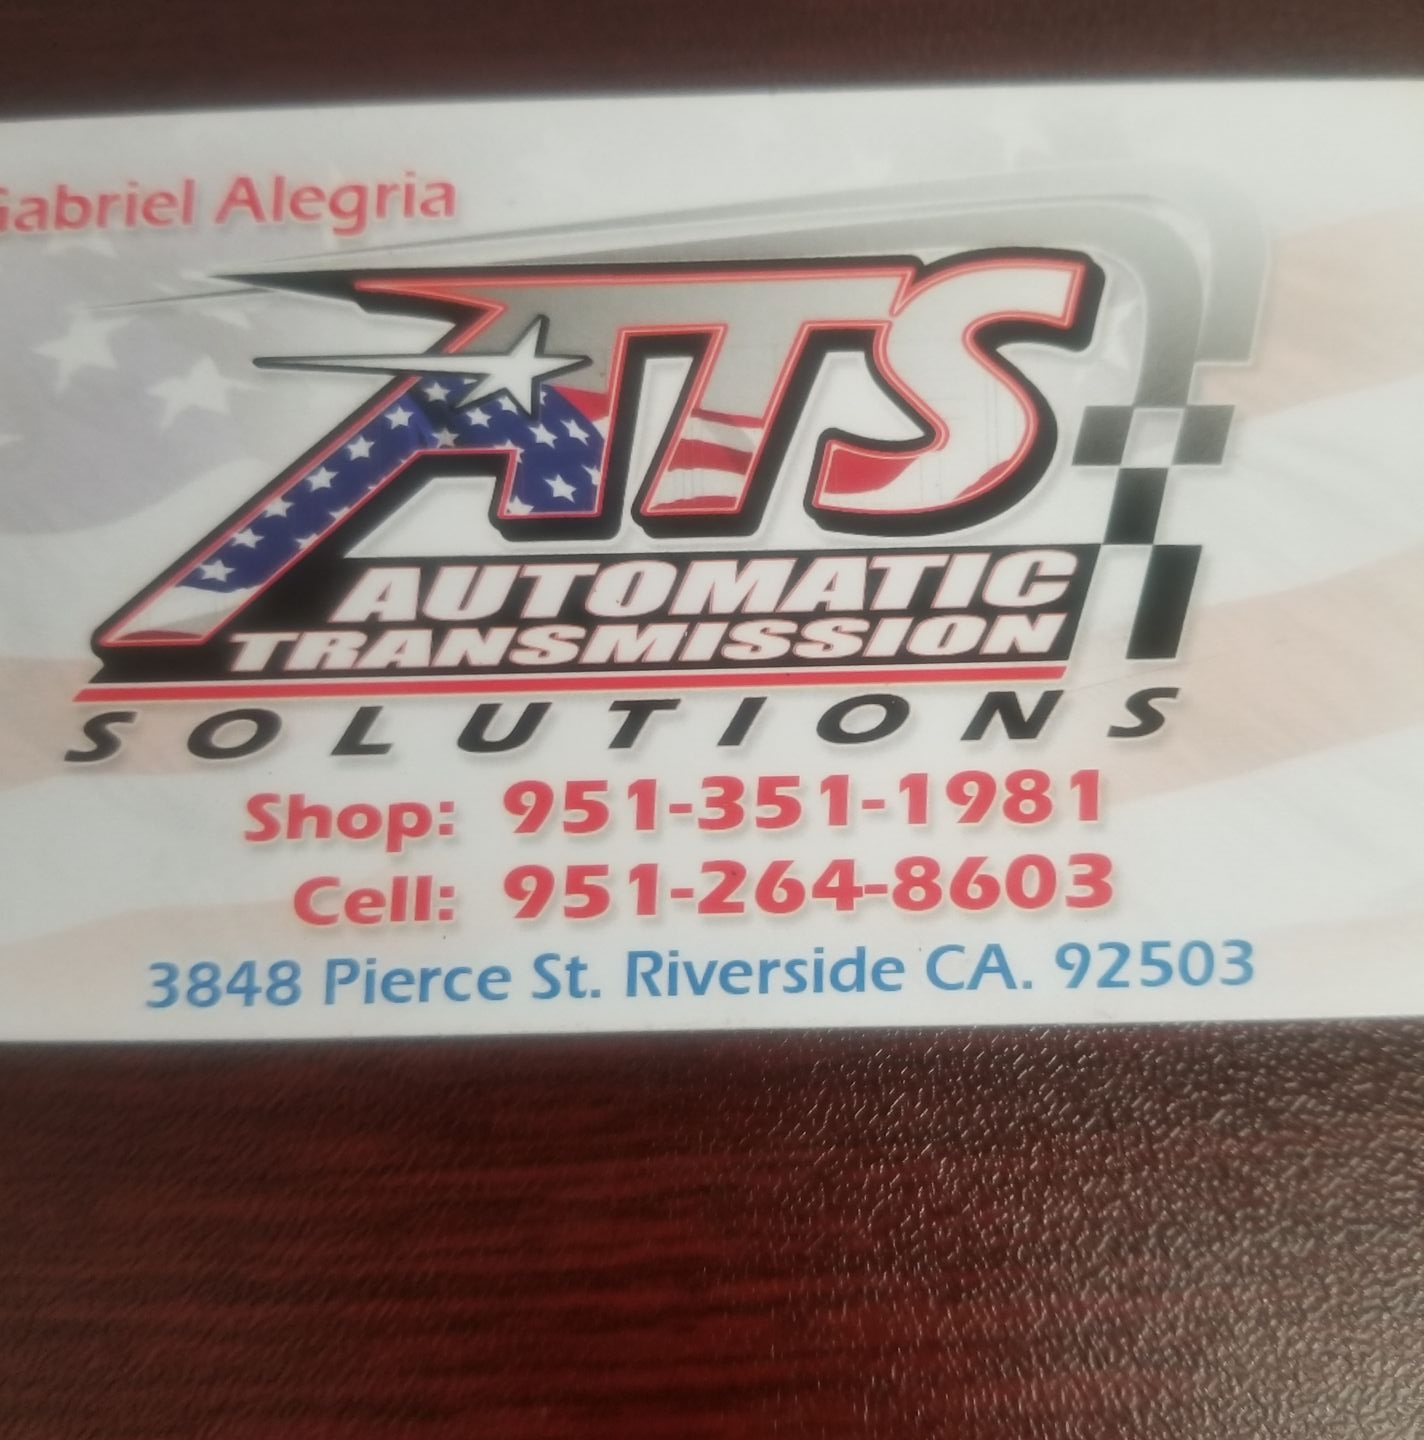 Gabriel Alegria
ATS
AUTOMATIC
TRANSMISSION
SOLUTIONS
Shop: 951-351-1981
Cell: 951-264-8603
3848 Pierce St. Riverside CA. 92503